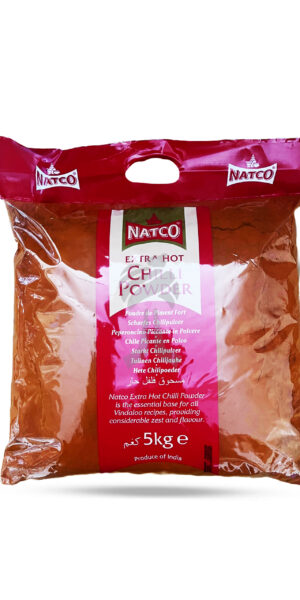 NATCO
NATCO
NATCO
EXTRA HOT
CHILLI
POWDER
Poudre de Piment Fort
Scharfes Chilipulver
Peperoncino Piccante in Polvere
Chile Picante en Polvo
Starkt Chilipulver
Tulinen Chilijauhe
Hete Chilipoeder
مسحوق فلفل حار
Natco Extra Hot Chilli Powder
is the essential base for all
Vindaloo recipes, providing
considerable zest and flavour.
5kg e كغم
Produce of India